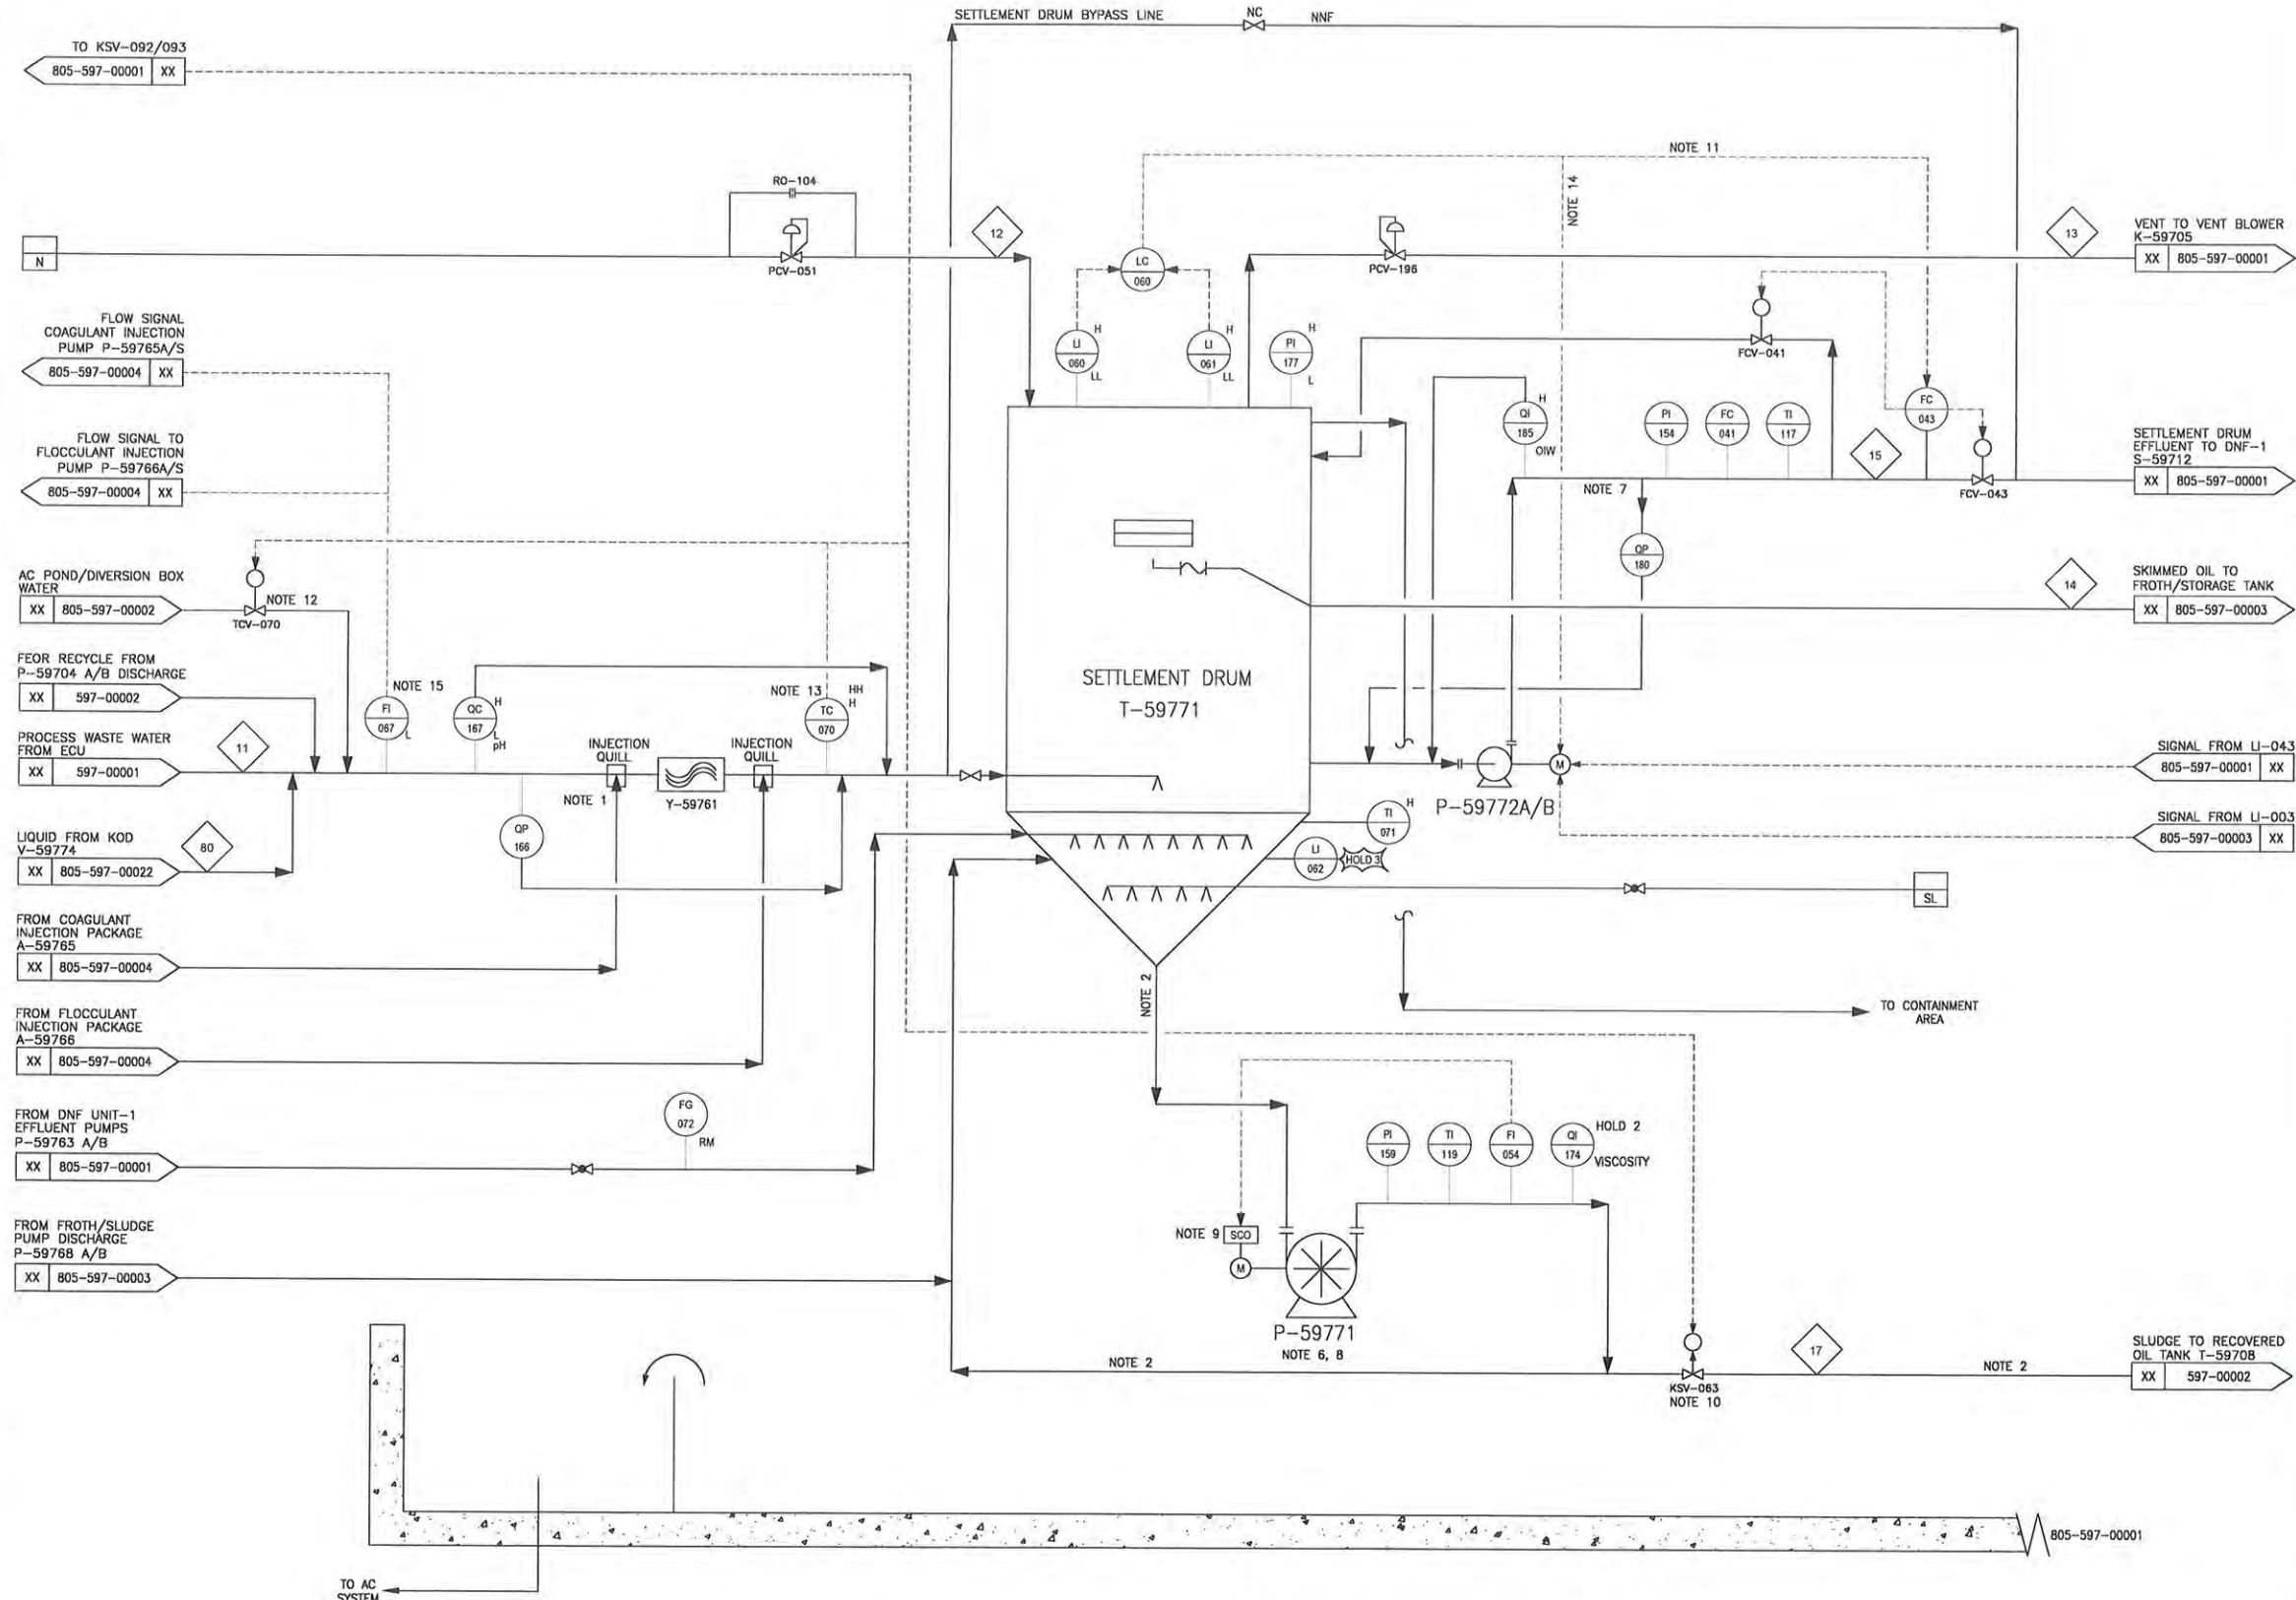 SETTLEMENT DRUM BYPASS LINE
NC
NNF
TO KSV-092/093
805-597-00001 XX
NOTE 11
NOTE 14
RO-104
PCV-051
N
12
LC
060
PCV-196
13
VENT TO VENT BLOWER
K-59705
XX 805-597-00001
FLOW SIGNAL
COAGULANT INJECTION
PUMP P-59765A/S
805-597-00004 XX
LI
060
H
LL
LI
061
H
LL
PI
177
H
L
FCV-041
FLOW SIGNAL TO
FLOCCULANT INJECTION
PUMP P-59766A/S
805-597-00004 XX
QI
185
H
OIW
PI
154
FC
041
TI
117
FC
043
15
FCV-043
NOTE 7
SETTLEMENT DRUM
EFFLUENT TO DNF-1
S-59712
XX 805-597-00001
QP
180
AC POND/DIVERSION BOX
WATER
XX 805-597-00002
NOTE 12
TCV-070
14
SKIMMED OIL TO
FROTH/STORAGE TANK
XX 805-597-00003
FEOR RECYCLE FROM
P-59704 A/B DISCHARGE
XX 597-00002
NOTE 15
FI
067
L
QC
167
H
L
pH
NOTE 13
HH
H
TC
070
SETTLEMENT DRUM
T-59771
PROCESS WASTE WATER
FROM ECU
XX 597-00001
11
INJECTION
QUILL
INJECTION
QUILL
Y-59761
NOTE 1
QP
166
M
P-59772A/B
SIGNAL FROM LI-043
805-597-00001 XX
SIGNAL FROM LI-003
805-597-00003 XX
TI
071
H
LI
062
HOLD 3
SL
LIQUID FROM KOD
V-59774
XX 805-597-00022
80
FROM COAGULANT
INJECTION PACKAGE
A-59765
XX 805-597-00004
NOTE 2
TO CONTAINMENT
AREA
FROM FLOCCULANT
INJECTION PACKAGE
A-59766
XX 805-597-00004
FROM DNF UNIT-1
EFFLUENT PUMPS
P-59763 A/B
XX 805-597-00001
FG
072
RM
PI
159
TI
119
FI
054
QI
174
HOLD 2
VISCOSITY
FROM FROTH/SLUDGE
PUMP DISCHARGE
P-59768 A/B
XX 805-597-00003
NOTE 9
SCO
M
P-59771
NOTE 6, 8
NOTE 2
KSV-063
NOTE 10
17
NOTE 2
SLUDGE TO RECOVERED
OIL TANK T-59708
XX 597-00002
805-597-00001
TO AC
SYSTEM